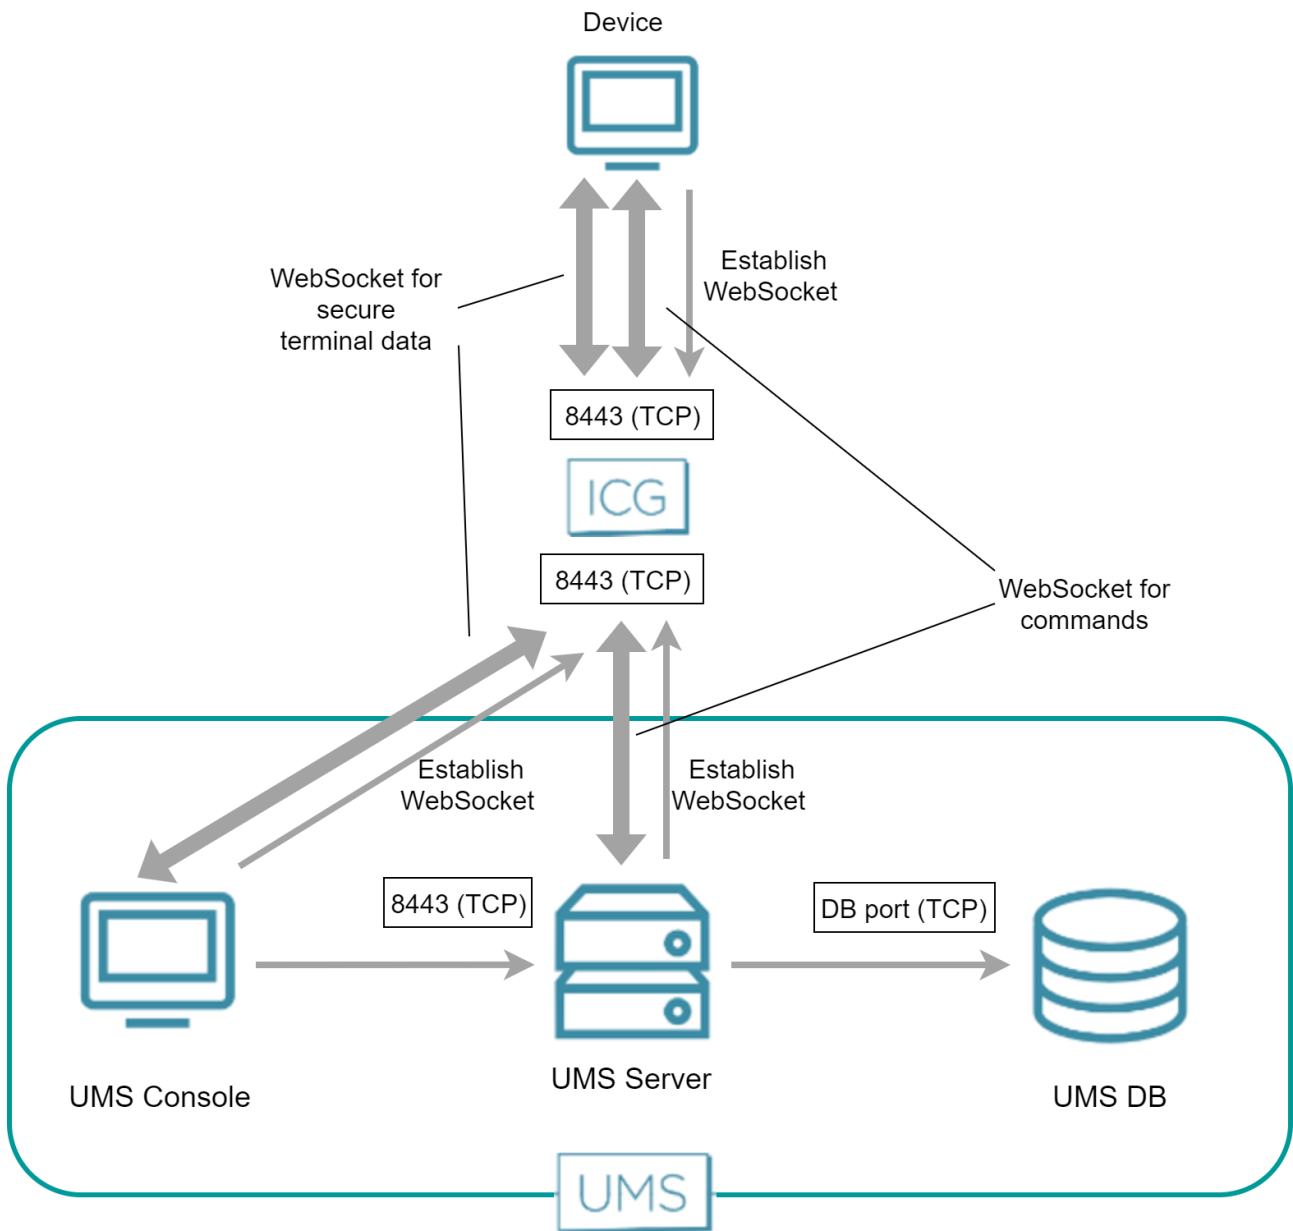 Device
Establish
WebSocket
WebSocket for
secure
terminal data
8443 (TCP)
ICG
8443 (TCP)
WebSocket for
commands
Establish
WebSocket
Establish
WebSocket
8443 (TCP)
DB port (TCP)
UMS Console
UMS Server
UMS DB
UMS